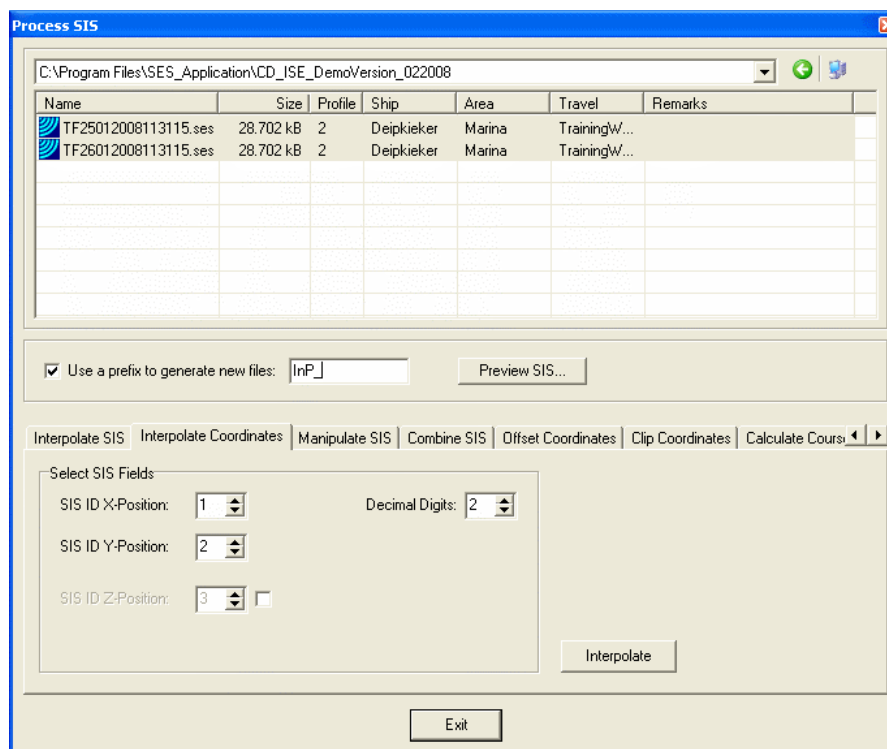 Process SIS
C:\Program Files\SES_Application\CD_ISE_DemoVersion_022008
Name Size Profile Ship Area Travel Remarks
TF25012008113115.ses 28.702 kB 2 Deipkieker Marina TrainingW...
TF26012008113115.ses 28.702 kB 2 Deipkieker Marina TrainingW...
Use a prefix to generate new files: InP_ Preview SIS...
Interpolate SIS Interpolate Coordinates Manipulate SIS Combine SIS Offset Coordinates Clip Coordinates Calculate Cours
Select SIS Fields
SIS ID X-Position: 1 Decimal Digits: 2
SIS ID Y-Position: 2
SIS ID Z-Position: 3
Interpolate
Exit